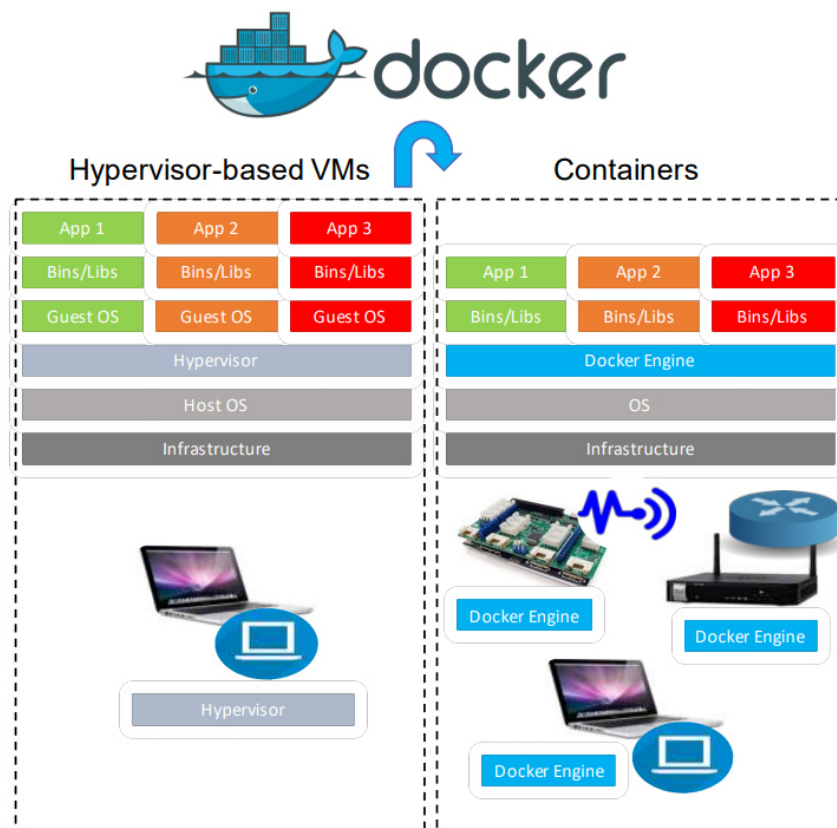 docker
Hypervisor-based VMs
Containers
App 1 App 2 App 3
Bins/Libs Bins/Libs Bins/Libs
Guest OS Guest OS Guest OS
Hypervisor
Host OS
Infrastructure
App 1 App 2 App 3
Bins/Libs Bins/Libs Bins/Libs
Docker Engine
OS
Infrastructure
Hypervisor
Docker Engine
Docker Engine
Docker Engine